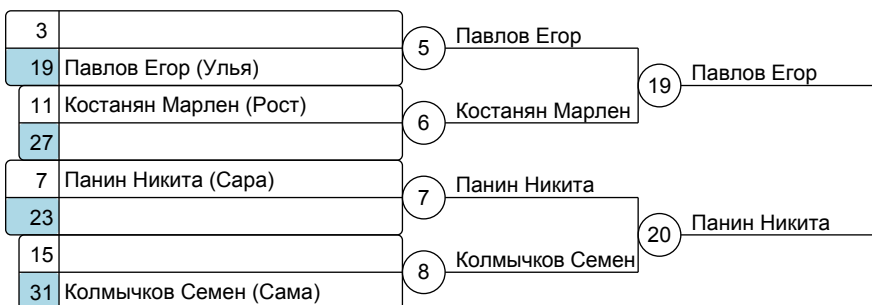 3
19 Павлов Егор (Улья)
5 Павлов Егор
11 Костанян Марлен (Рост)
27
6 Костанян Марлен
19 Павлов Егор
7 Панин Никита (Сара)
23
7 Панин Никита
15
31 Колмычков Семен (Сама)
8 Колмычков Семен
20 Панин Никита